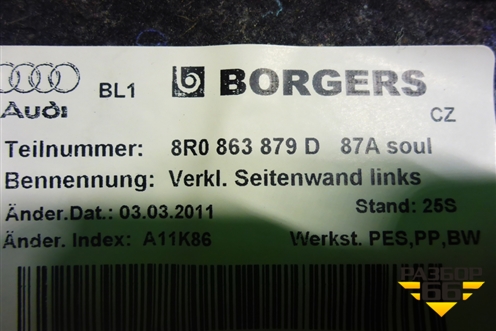 BL1 BORGERS
Audi CZ
Teilnummer: 8R0 863 879 D 87A soul
Bennennung: Verkl. Seitenwand links
Änder.Dat.: 03.03.2011 Stand: 25S
Änder. Index: A11K86 Werkst. PES,PP,BW
РАЗБОР
66